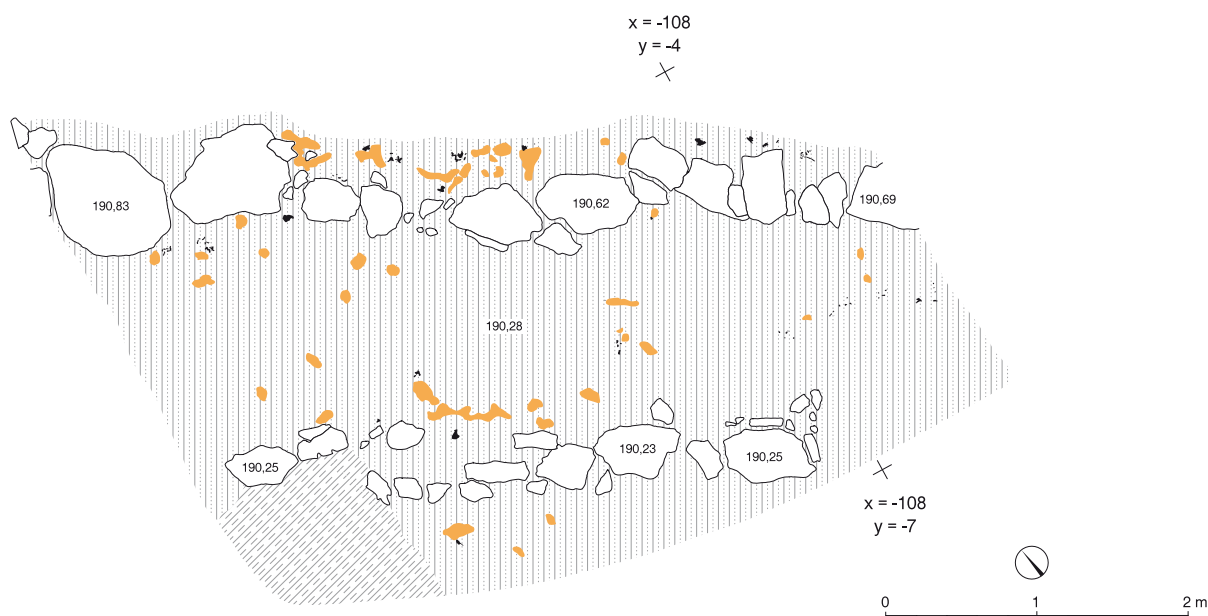 x = -108
y = -4
190,83
190,62
190,69
190,28
190,25
190,23
190,25
x = -108
y = -7
0
1
2 m